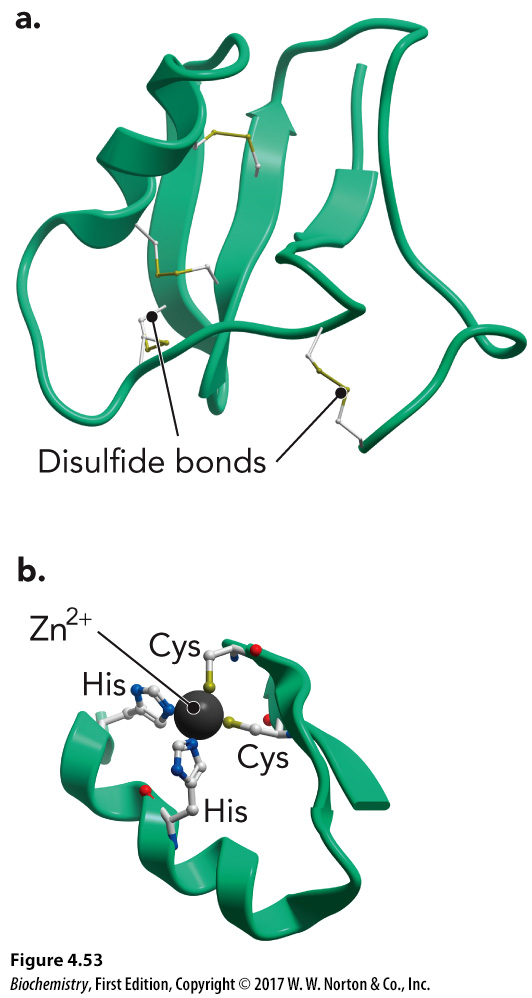 a.
Disulfide bonds
b.
Zn²⁺
Cys
His
Cys
His
Figure 4.53
Biochemistry, First Edition, Copyright © 2017 W. W. Norton & Co., Inc.